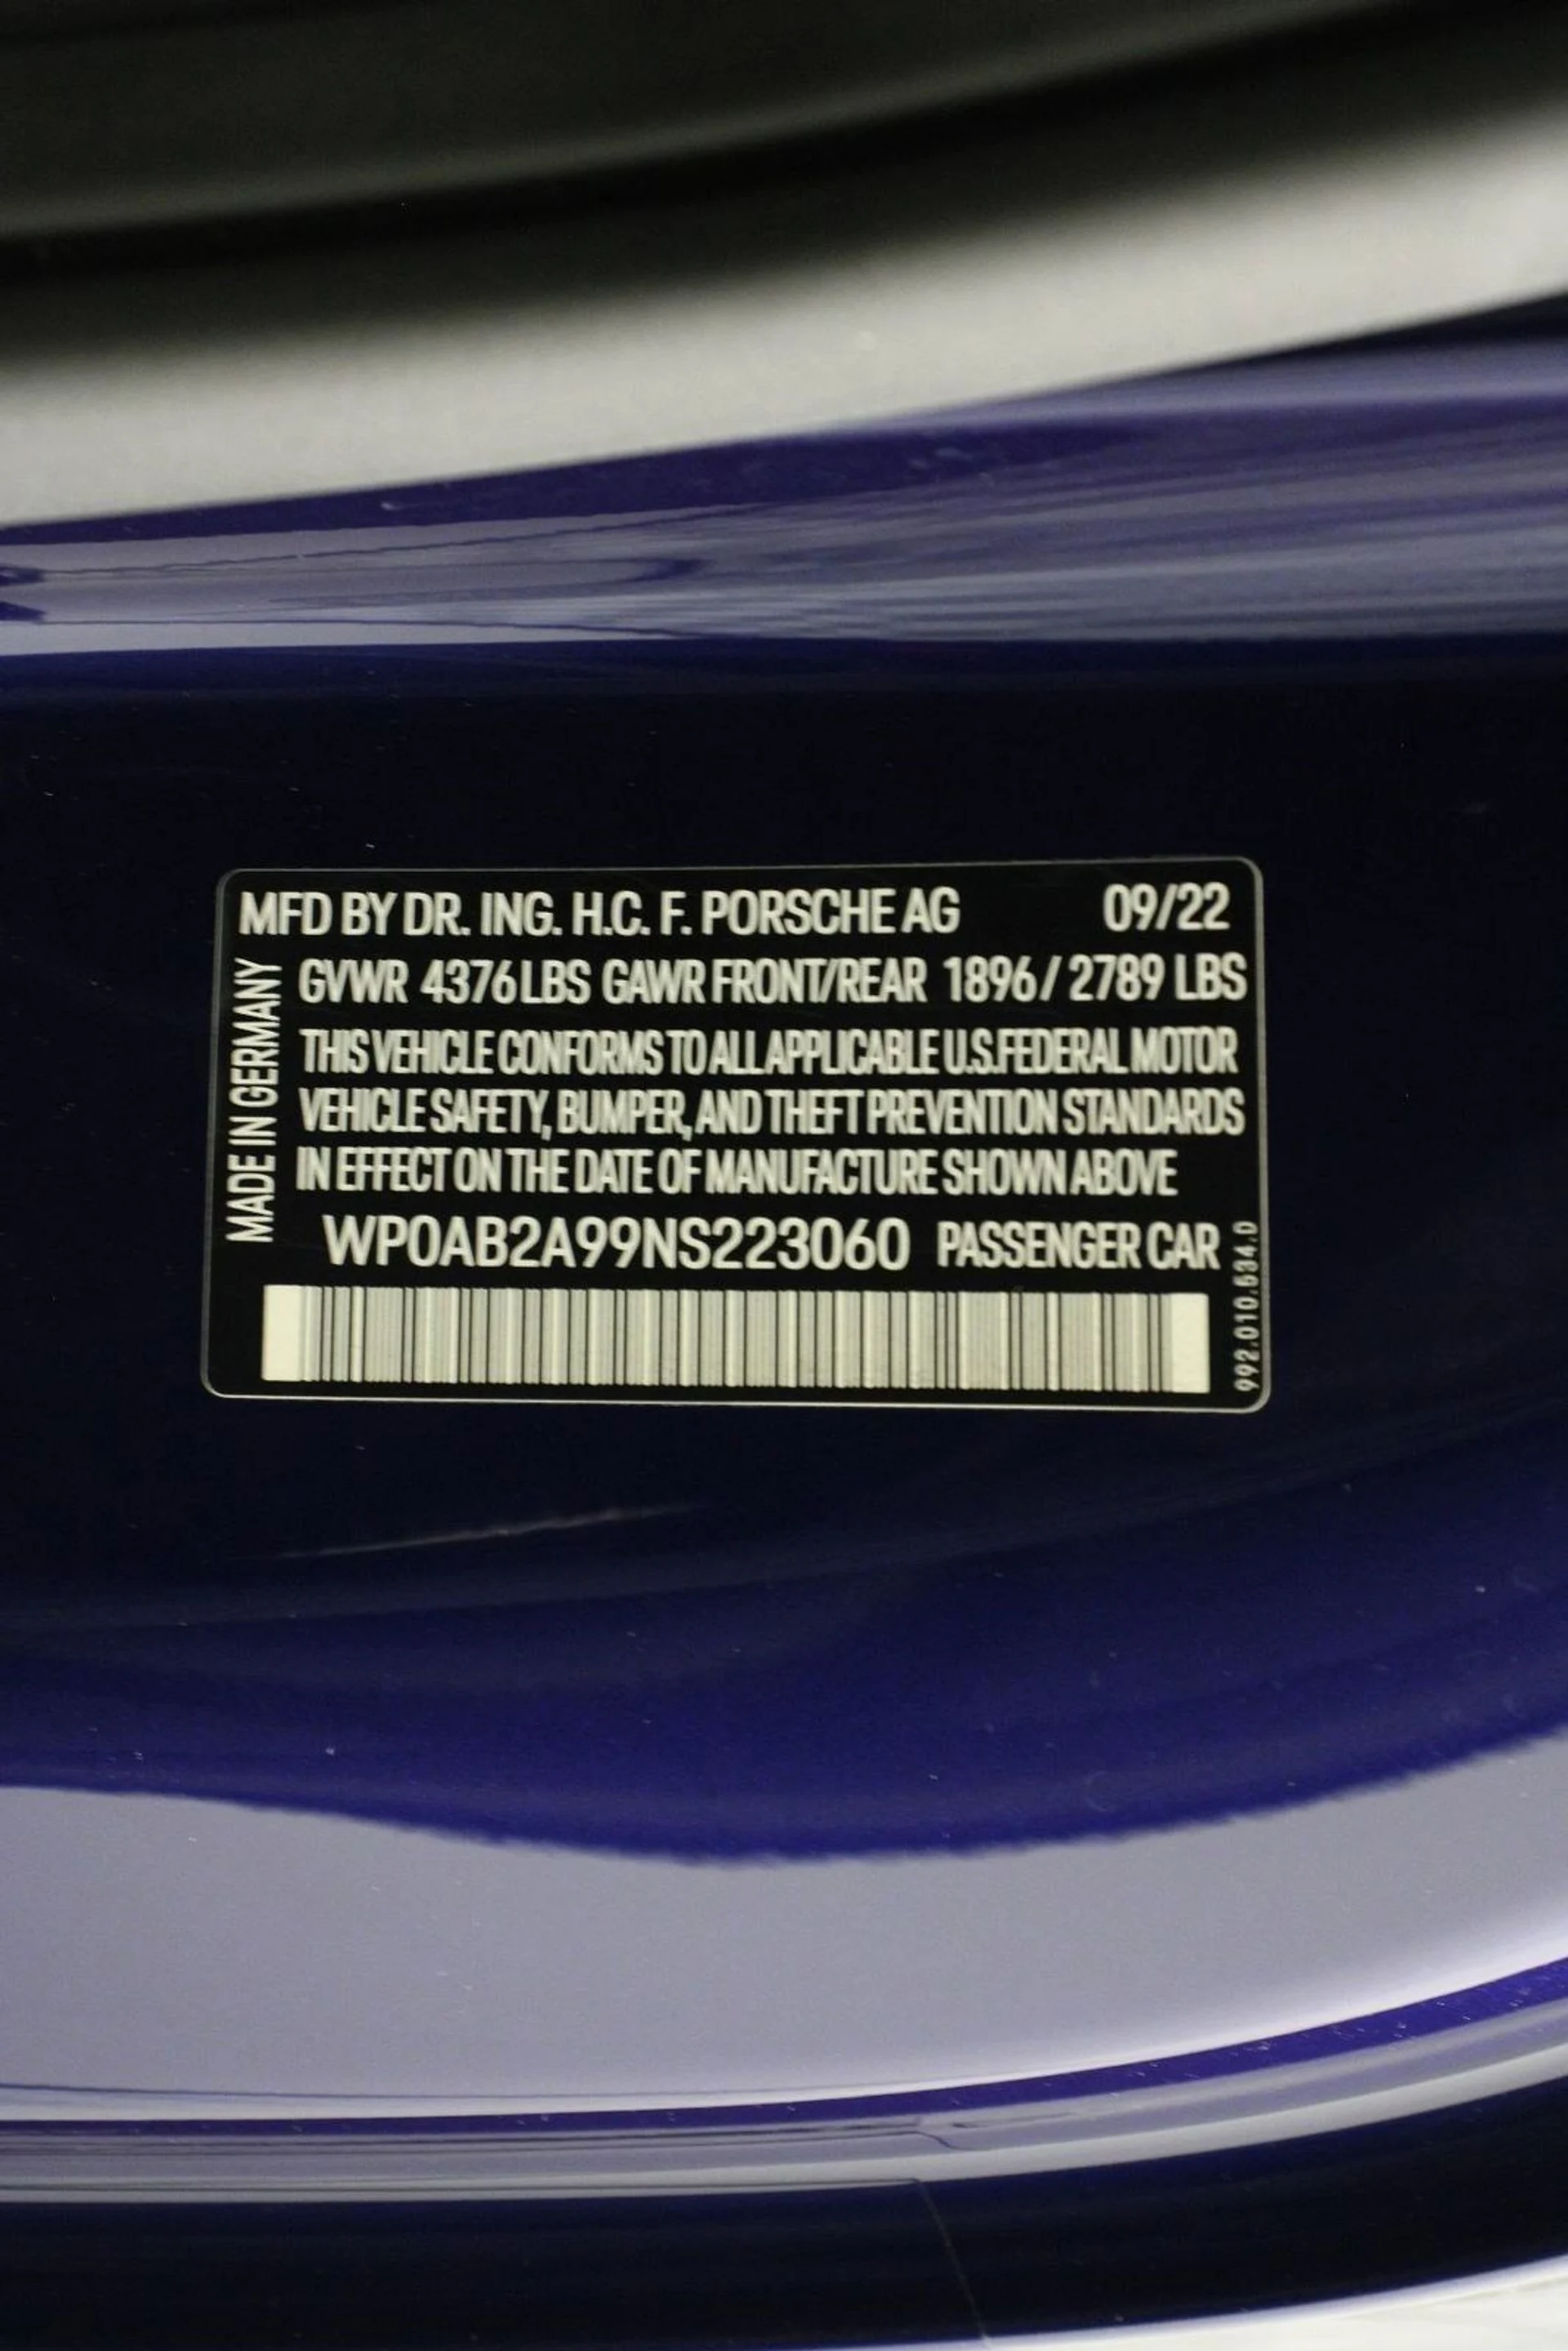 MFD BY DR. ING. H.C. F. PORSCHE AG 09/22
MADE IN GERMANY
GVWR 4376 LBS GAWR FRONT/REAR 1896 / 2789 LBS
THIS VEHICLE CONFORMS TO ALL APPLICABLE U.S.FEDERAL MOTOR
VEHICLE SAFETY, BUMPER, AND THEFT PREVENTION STANDARDS
IN EFFECT ON THE DATE OF MANUFACTURE SHOWN ABOVE
WP0AB2A99NS223060 PASSENGER CAR
992.010.534.D